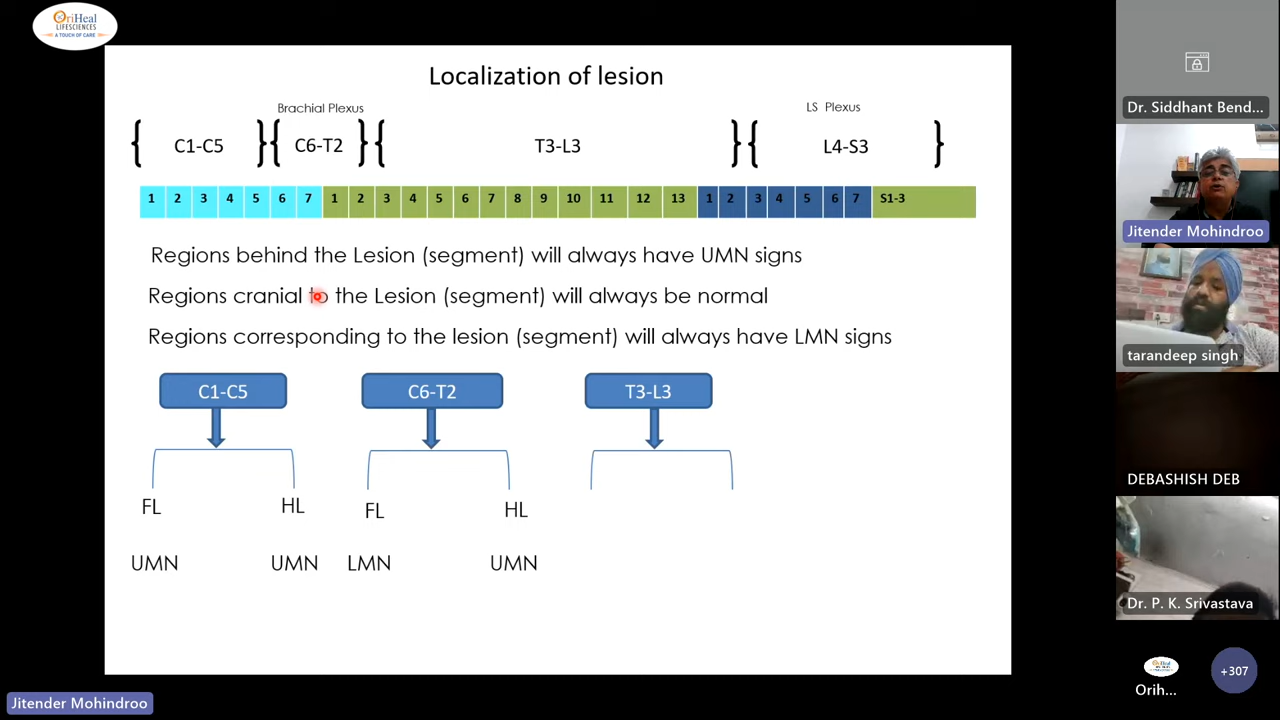 OriHeal
LIFESCIENCES
A TOUCH OF CARE
Localization of lesion
Brachial Plexus
LS Plexus
{ C1-C5 } { C6-T2 } { T3-L3 } { L4-S3 }
1 2 3 4 5 6 7 1 2 3 4 5 6 7 8 9 10 11 12 13 1 2 3 4 5 6 7 S1-3
Regions behind the Lesion (segment) will always have UMN signs
Regions cranial to the Lesion (segment) will always be normal
Regions corresponding to the lesion (segment) will always have LMN signs
C1-C5 C6-T2 T3-L3
FL HL FL HL
UMN UMN LMN UMN
Dr. Siddhant Bend...
Jitender Mohindroo
tarandeep singh
DEBASHISH DEB
Dr. P. K. Srivastava
Orih...
+307
Jitender Mohindroo